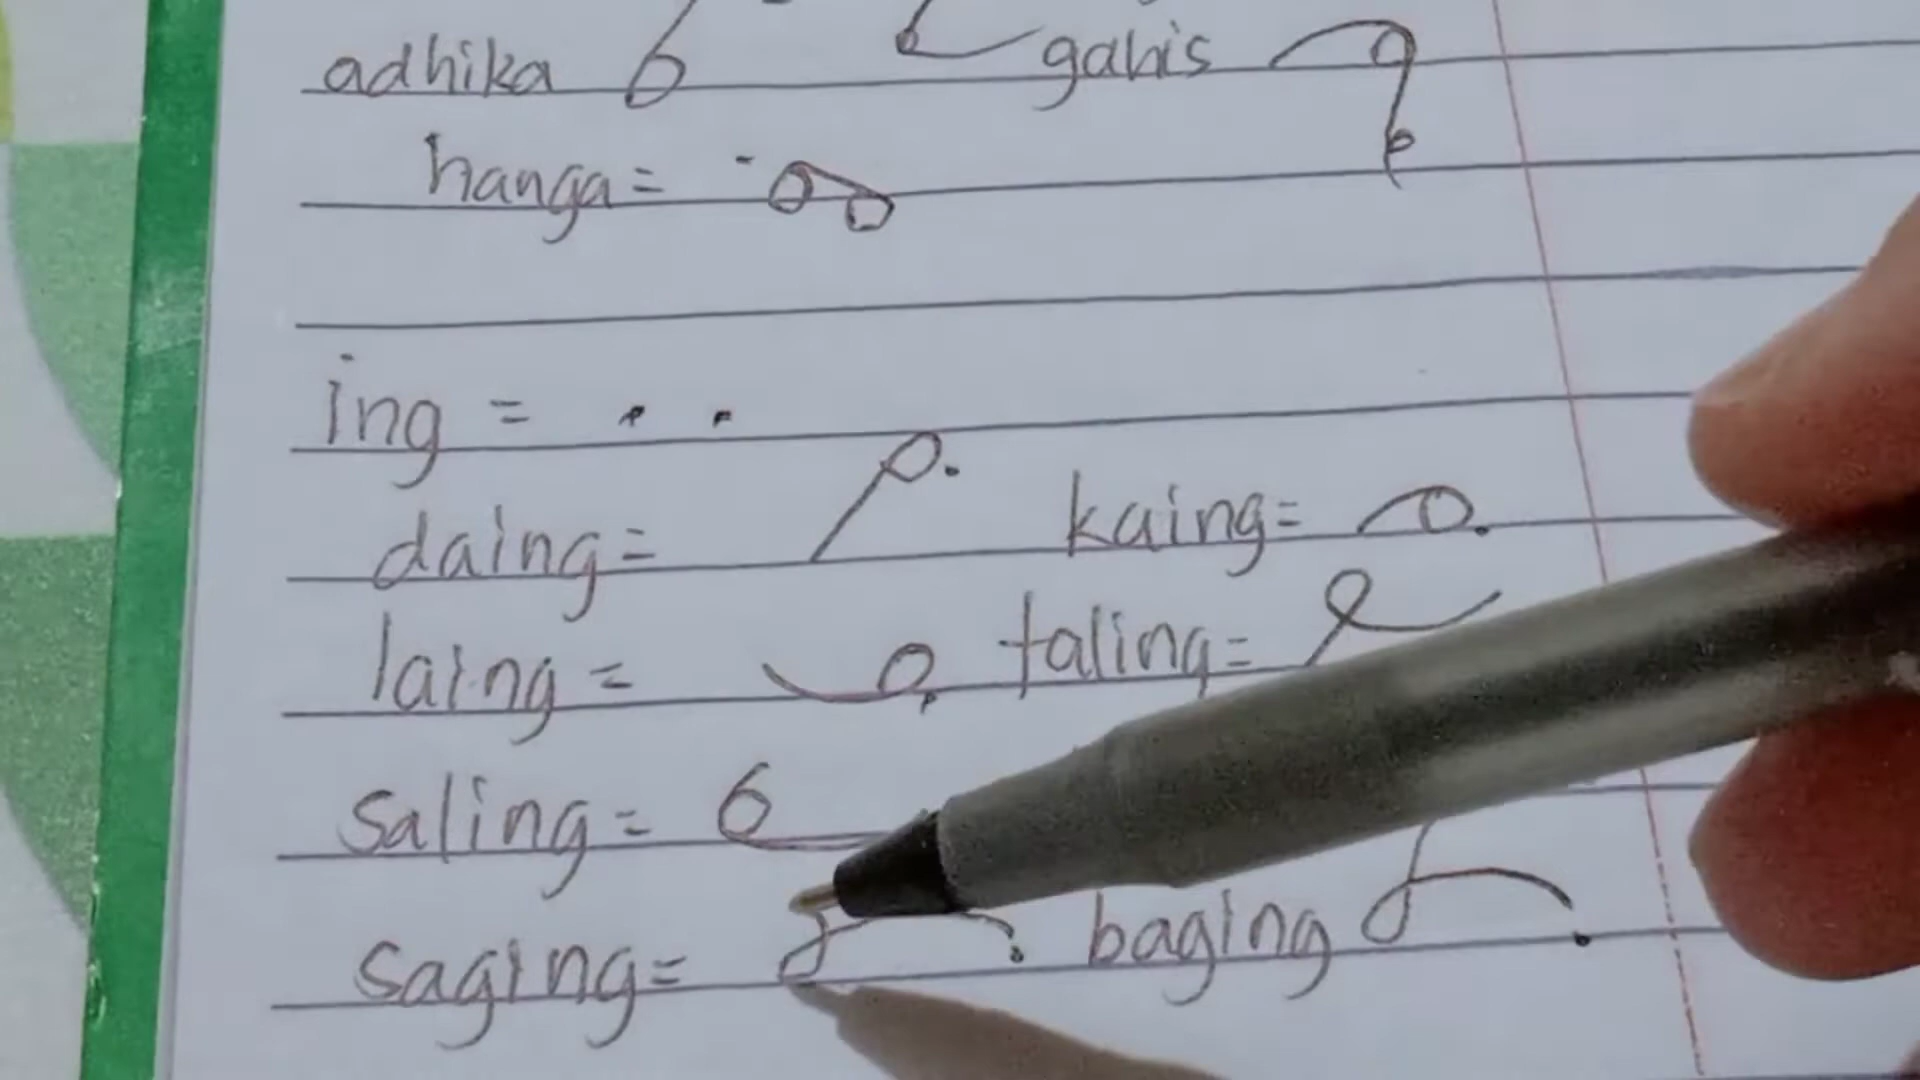 adhika gahis
hanga =
ing = . .
daing = kaing =
laing = taling =
saling =
saging = baging